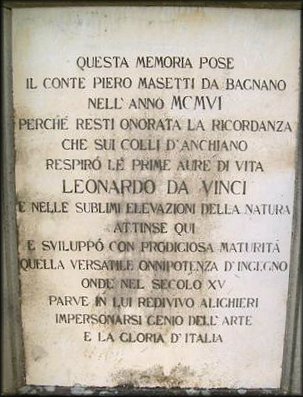 QUESTA MEMORIA POSE
IL CONTE PIERO MASETTI DA BAGNANO
NELL'ANNO MCMVI
PERCHÉ RESTI ONORATA LA RICORDANZA
CHE SUI COLLI D'ANCHIANO
RESPIRÒ LE PRIME AURE DI VITA
LEONARDO DA VINCI
E NELLE SUBLIMI ELEVAZIONI DELLA NATURA
ATTINSE QUI
E SVILUPPÒ CON PRODIGIOSA MATURITÀ
QUELLA VERSATILE ONNIPOTENZA D'INGEGNO
ONDE NEL SECOLO XV
PARVE IN LUI REDIVIVO ALIGHIERI
IMPERSONARSI GENIO DELL'ARTE
E LA GLORIA D'ITALIA